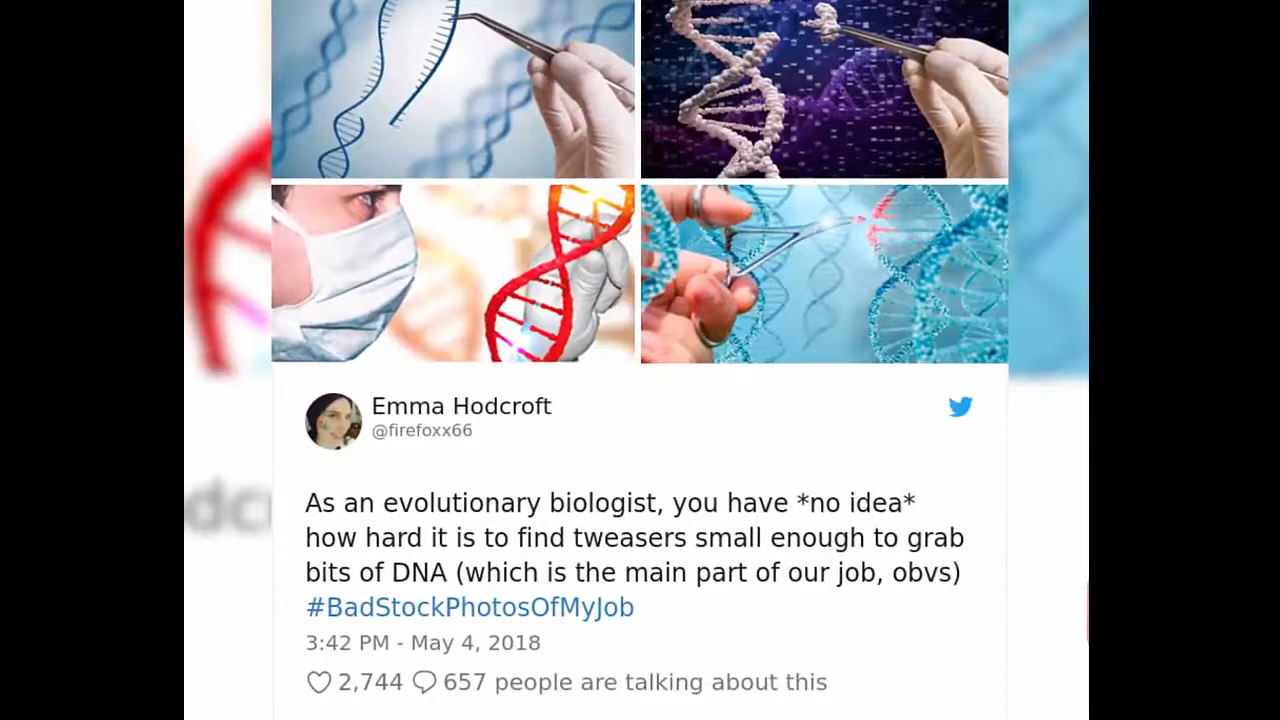 Emma Hodcroft
@firefoxx66
As an evolutionary biologist, you have *no idea*
how hard it is to find tweasers small enough to grab
bits of DNA (which is the main part of our job, obvs)
#BadStockPhotosOfMyJob
3:42 PM - May 4, 2018
2,744 657 people are talking about this